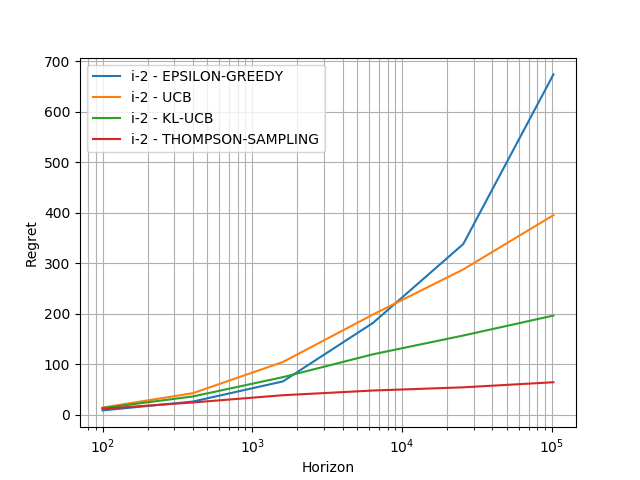 i-2 - EPSILON-GREEDY
i-2 - UCB
i-2 - KL-UCB
i-2 - THOMPSON-SAMPLING
700
600
500
400
300
200
100
0
Regret
10² 10³ 10⁴ 10⁵
Horizon